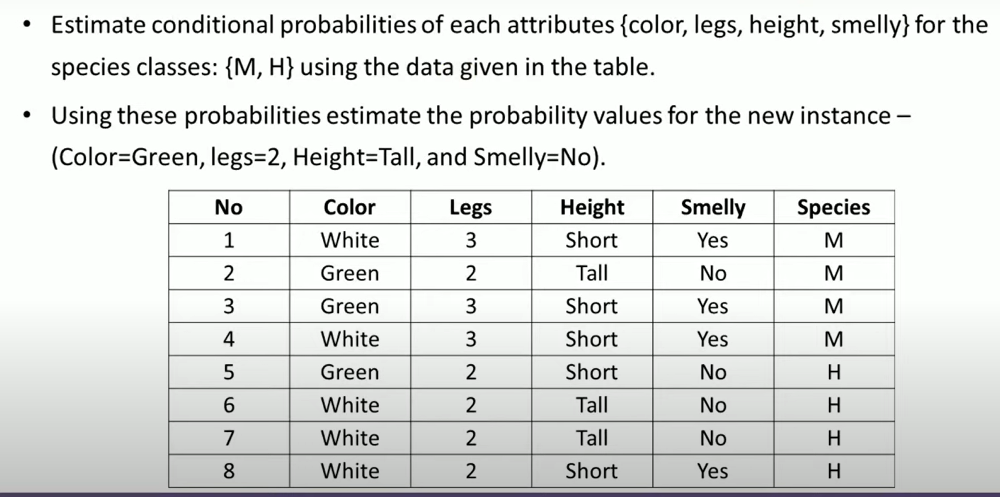 • Estimate conditional probabilities of each attributes {color, legs, height, smelly} for the
species classes: {M, H} using the data given in the table.
• Using these probabilities estimate the probability values for the new instance –
(Color=Green, legs=2, Height=Tall, and Smelly=No).
No Color Legs Height Smelly Species
1 White 3 Short Yes M
2 Green 2 Tall No M
3 Green 3 Short Yes M
4 White 3 Short Yes M
5 Green 2 Short No H
6 White 2 Tall No H
7 White 2 Tall No H
8 White 2 Short Yes H